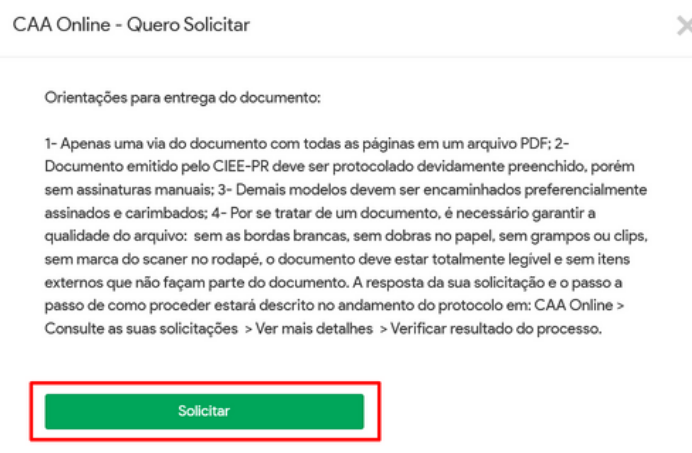 CAA Online - Quero Solicitar
Orientações para entrega do documento:
1- Apenas uma via do documento com todas as páginas em um arquivo PDF; 2-
Documento emitido pelo CIEE-PR deve ser protocolado devidamente preenchido, porém
sem assinaturas manuais; 3- Demais modelos devem ser encaminhados preferencialmente
assinados e carimbados; 4- Por se tratar de um documento, é necessário garantir a
qualidade do arquivo:  sem as bordas brancas, sem dobras no papel, sem grampos ou clips,
sem marca do scaner no rodapé, o documento deve estar totalmente legível e sem itens
externos que não façam parte do documento. A resposta da sua solicitação e o passo a
passo de como proceder estará descrito no andamento do protocolo em: CAA Online >
Consulte as suas solicitações  > Ver mais detalhes  > Verificar resultado do processo.
Solicitar